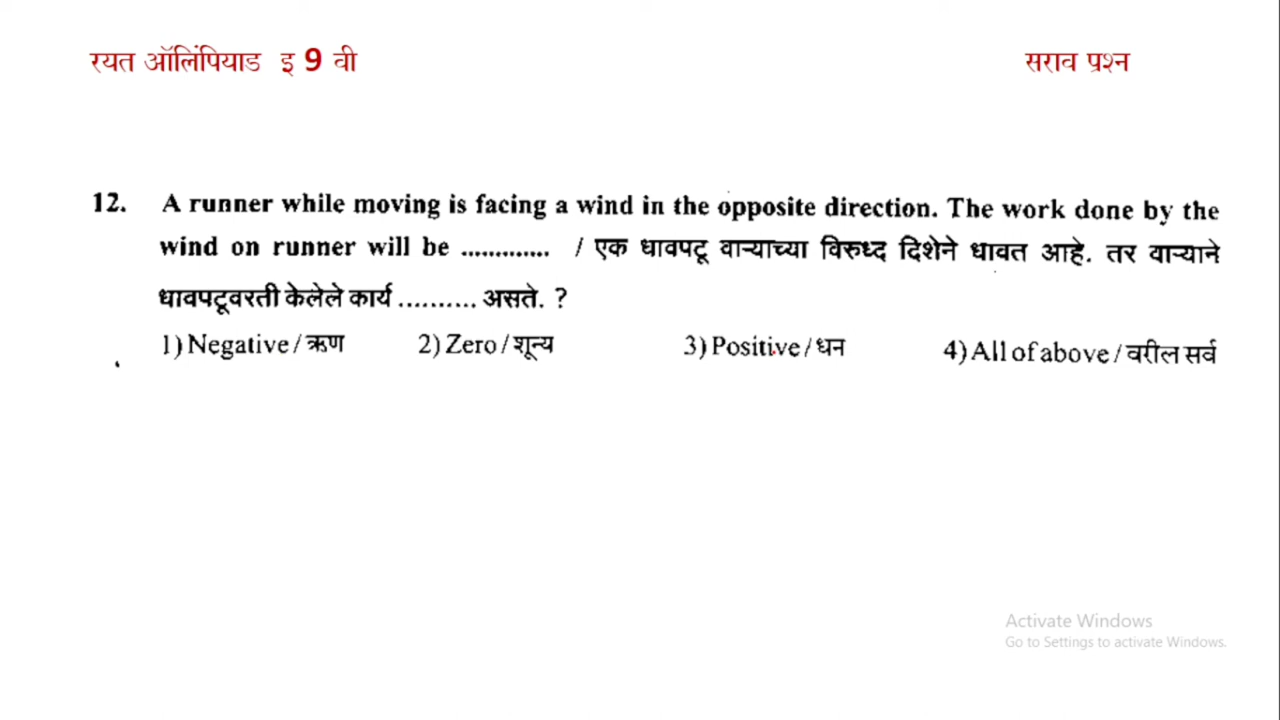 रयत ऑलिंपियाड इ 9 वी
सराव प्रश्न
12. A runner while moving is facing a wind in the opposite direction. The work done by the
wind on runner will be ............. / एक धावपटू वाऱ्याच्या विरुध्द दिशेने धावत आहे. तर वाऱ्याने
धावपटूवरती केलेले कार्य .......... असते. ?
1) Negative / ऋण 2) Zero / शून्य 3) Positive / धन 4) All of above / वरील सर्व
Activate Windows
Go to Settings to activate Windows.